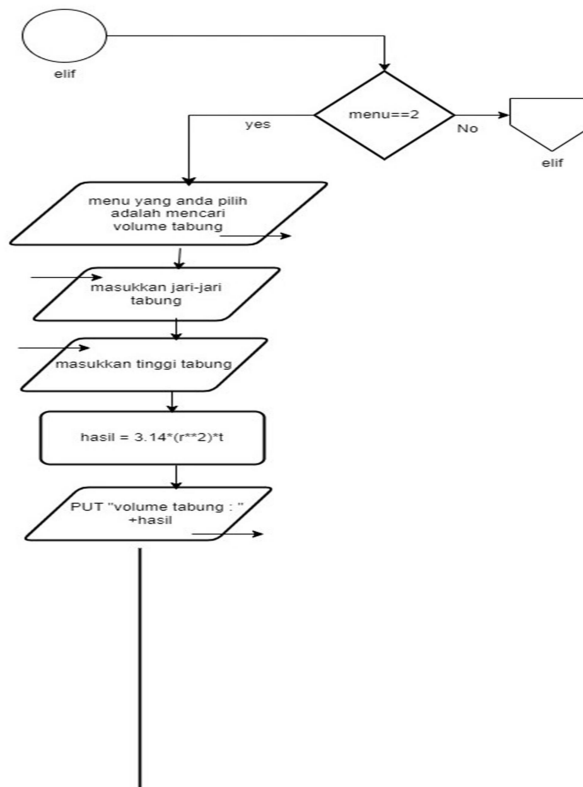 elif
menu==2
yes
No
elif
menu yang anda pilih
adalah mencari
volume tabung
masukkan jari-jari
tabung
masukkan tinggi tabung
hasil = 3.14*(r**2)*t
PUT "volume tabung : "
+hasil